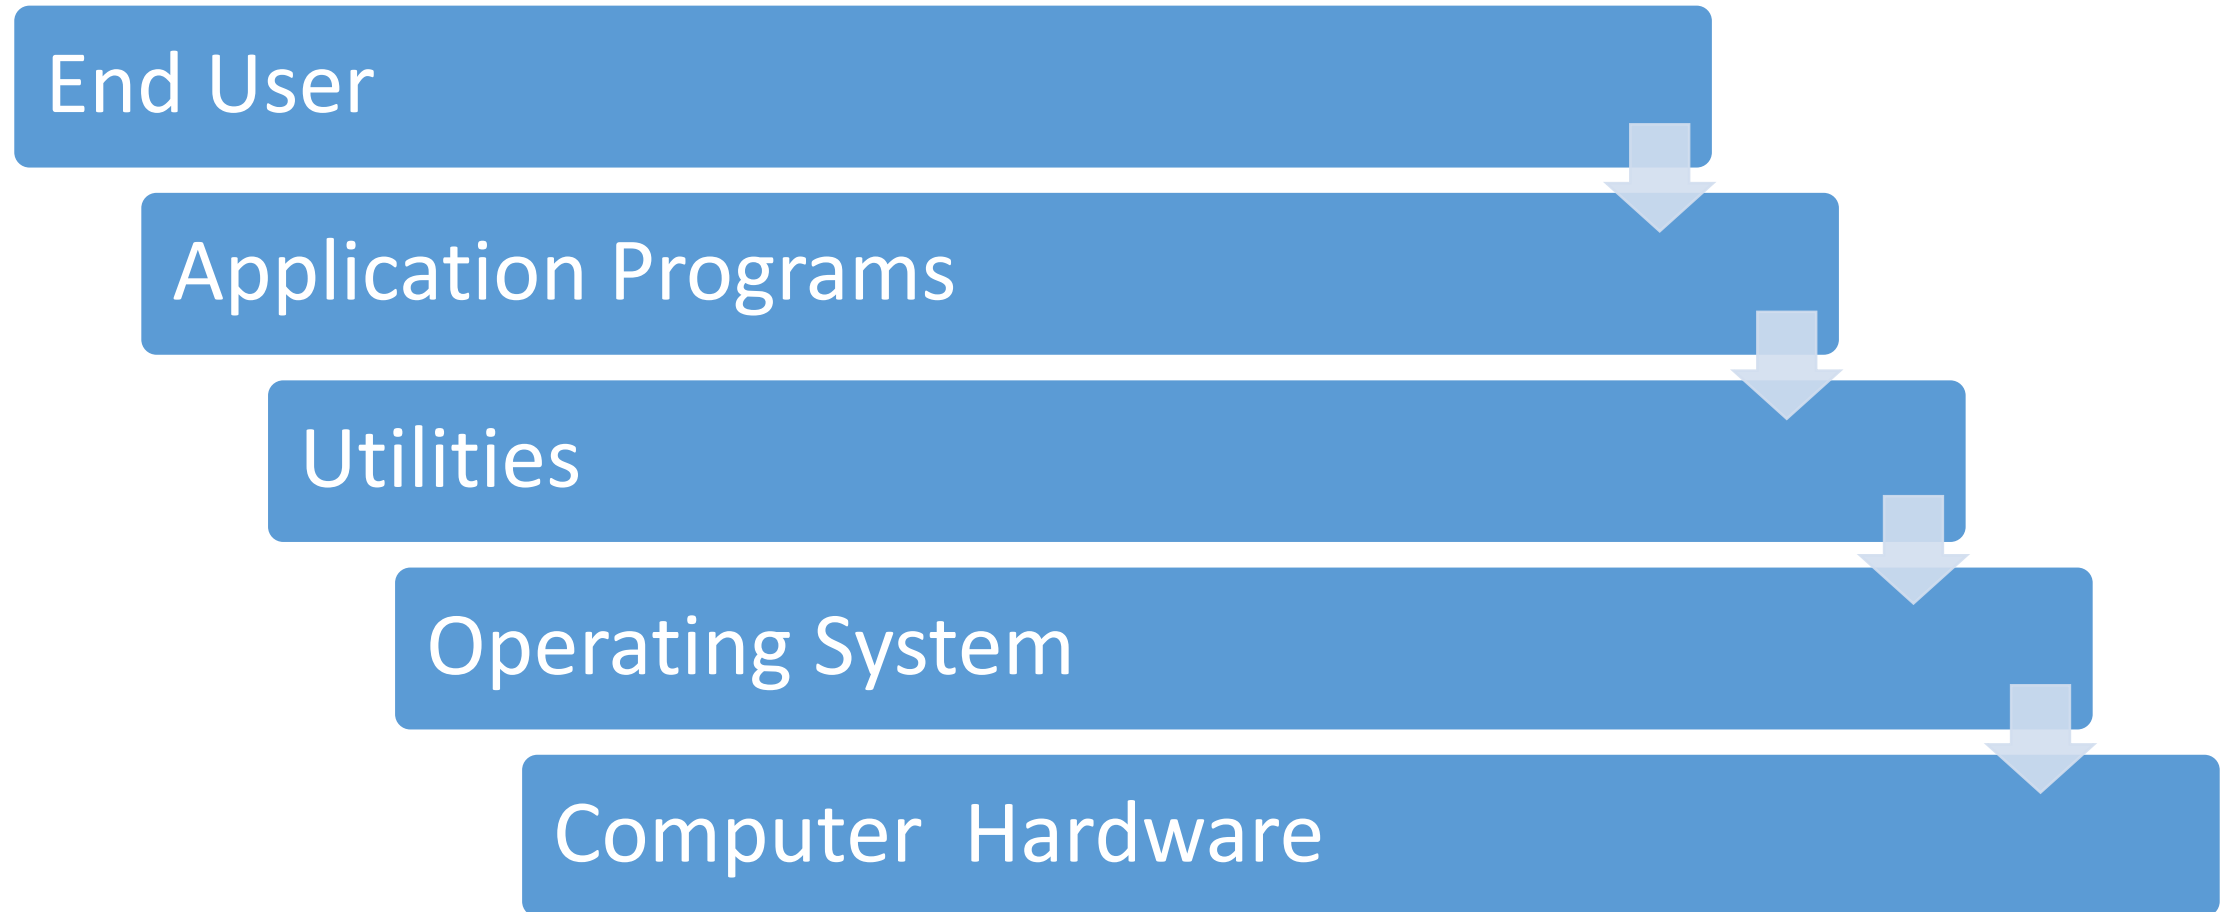 End User
Application Programs
Utilities
Operating System
Computer  Hardware